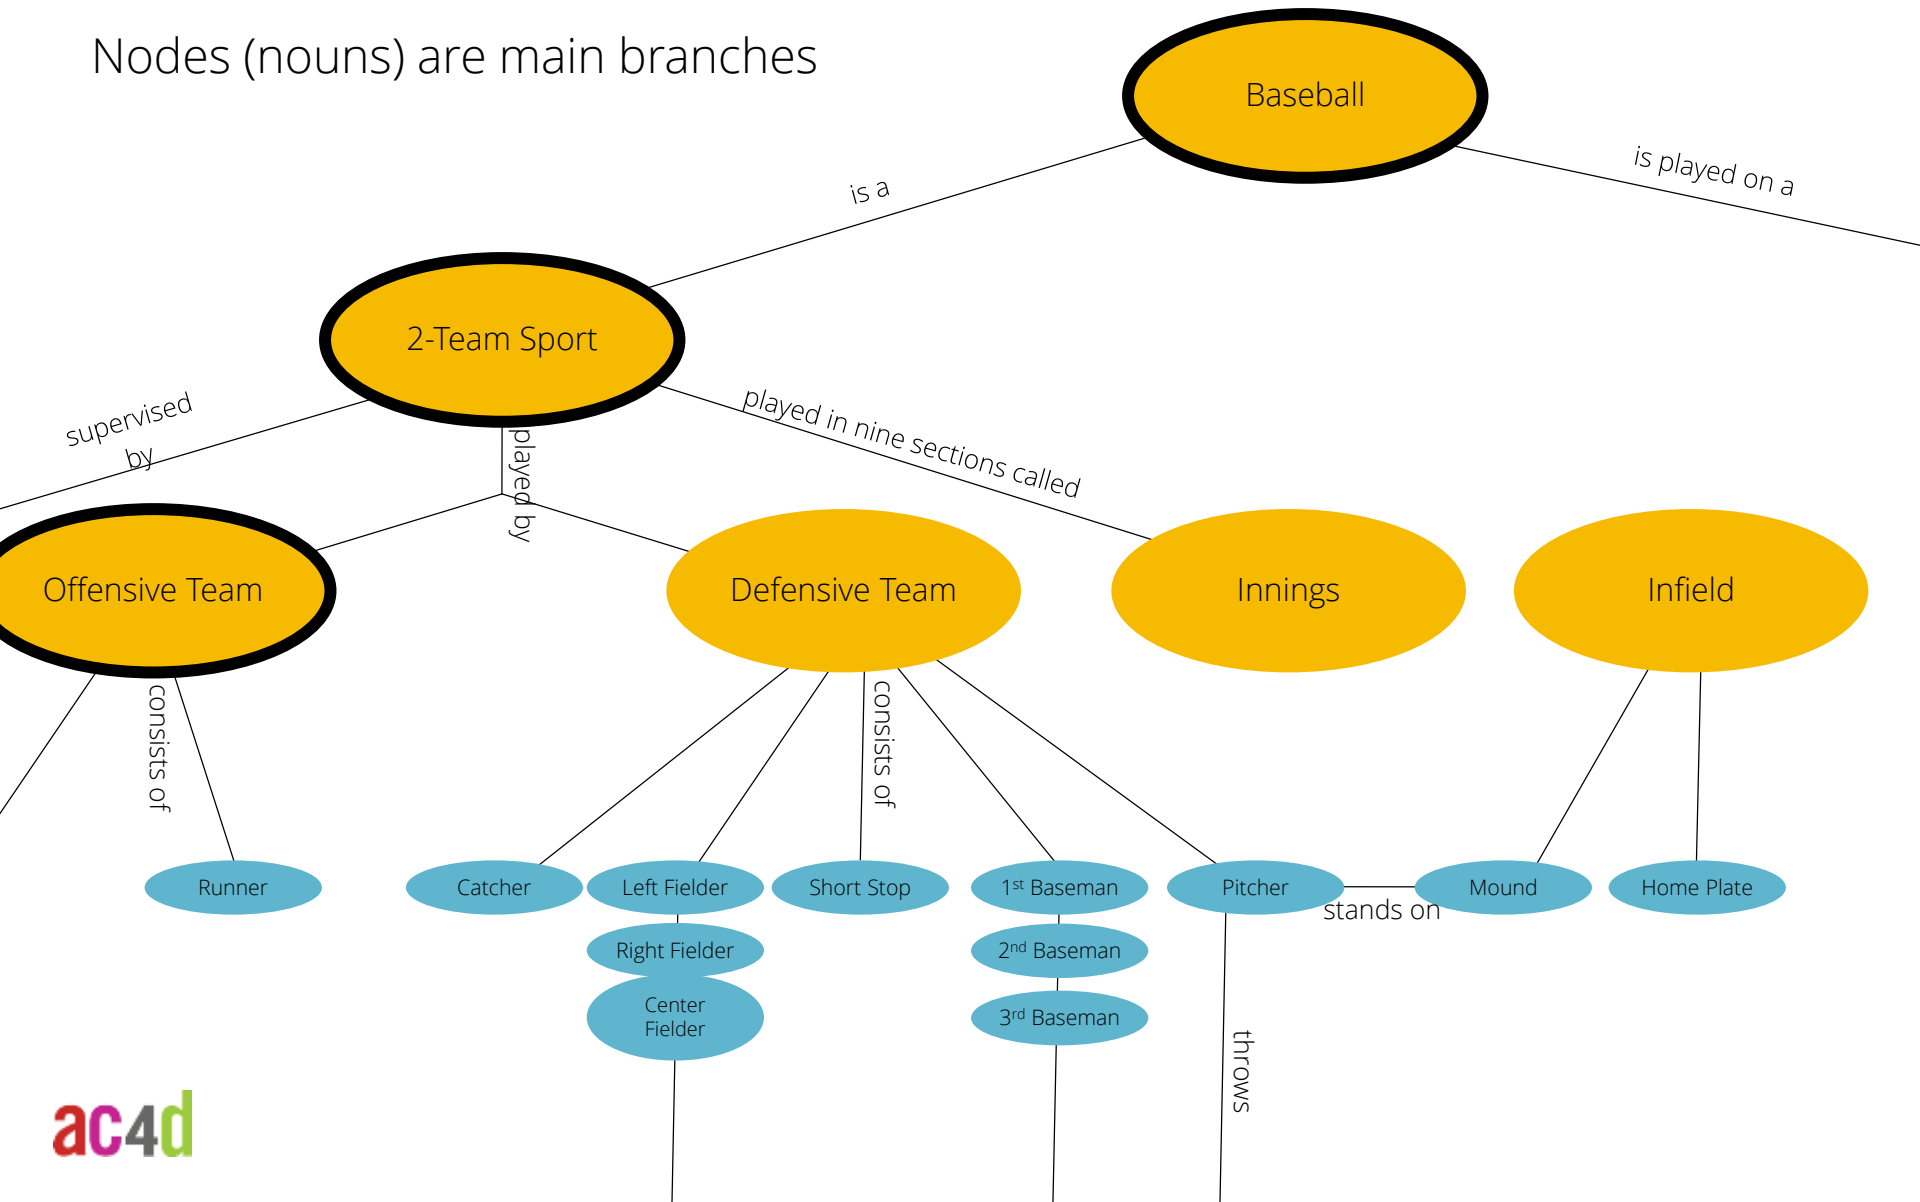 Nodes (nouns) are main branches
Baseball
is a
is played on a
2-Team Sport
supervised
by
played by
played in nine sections called
Offensive Team
Defensive Team
Innings
Infield
consists of
consists of
Runner
Catcher
Left Fielder
Short Stop
1st Baseman
Pitcher
stands on
Mound
Home Plate
Right Fielder
2nd Baseman
Center
Fielder
3rd Baseman
throws
ac4d